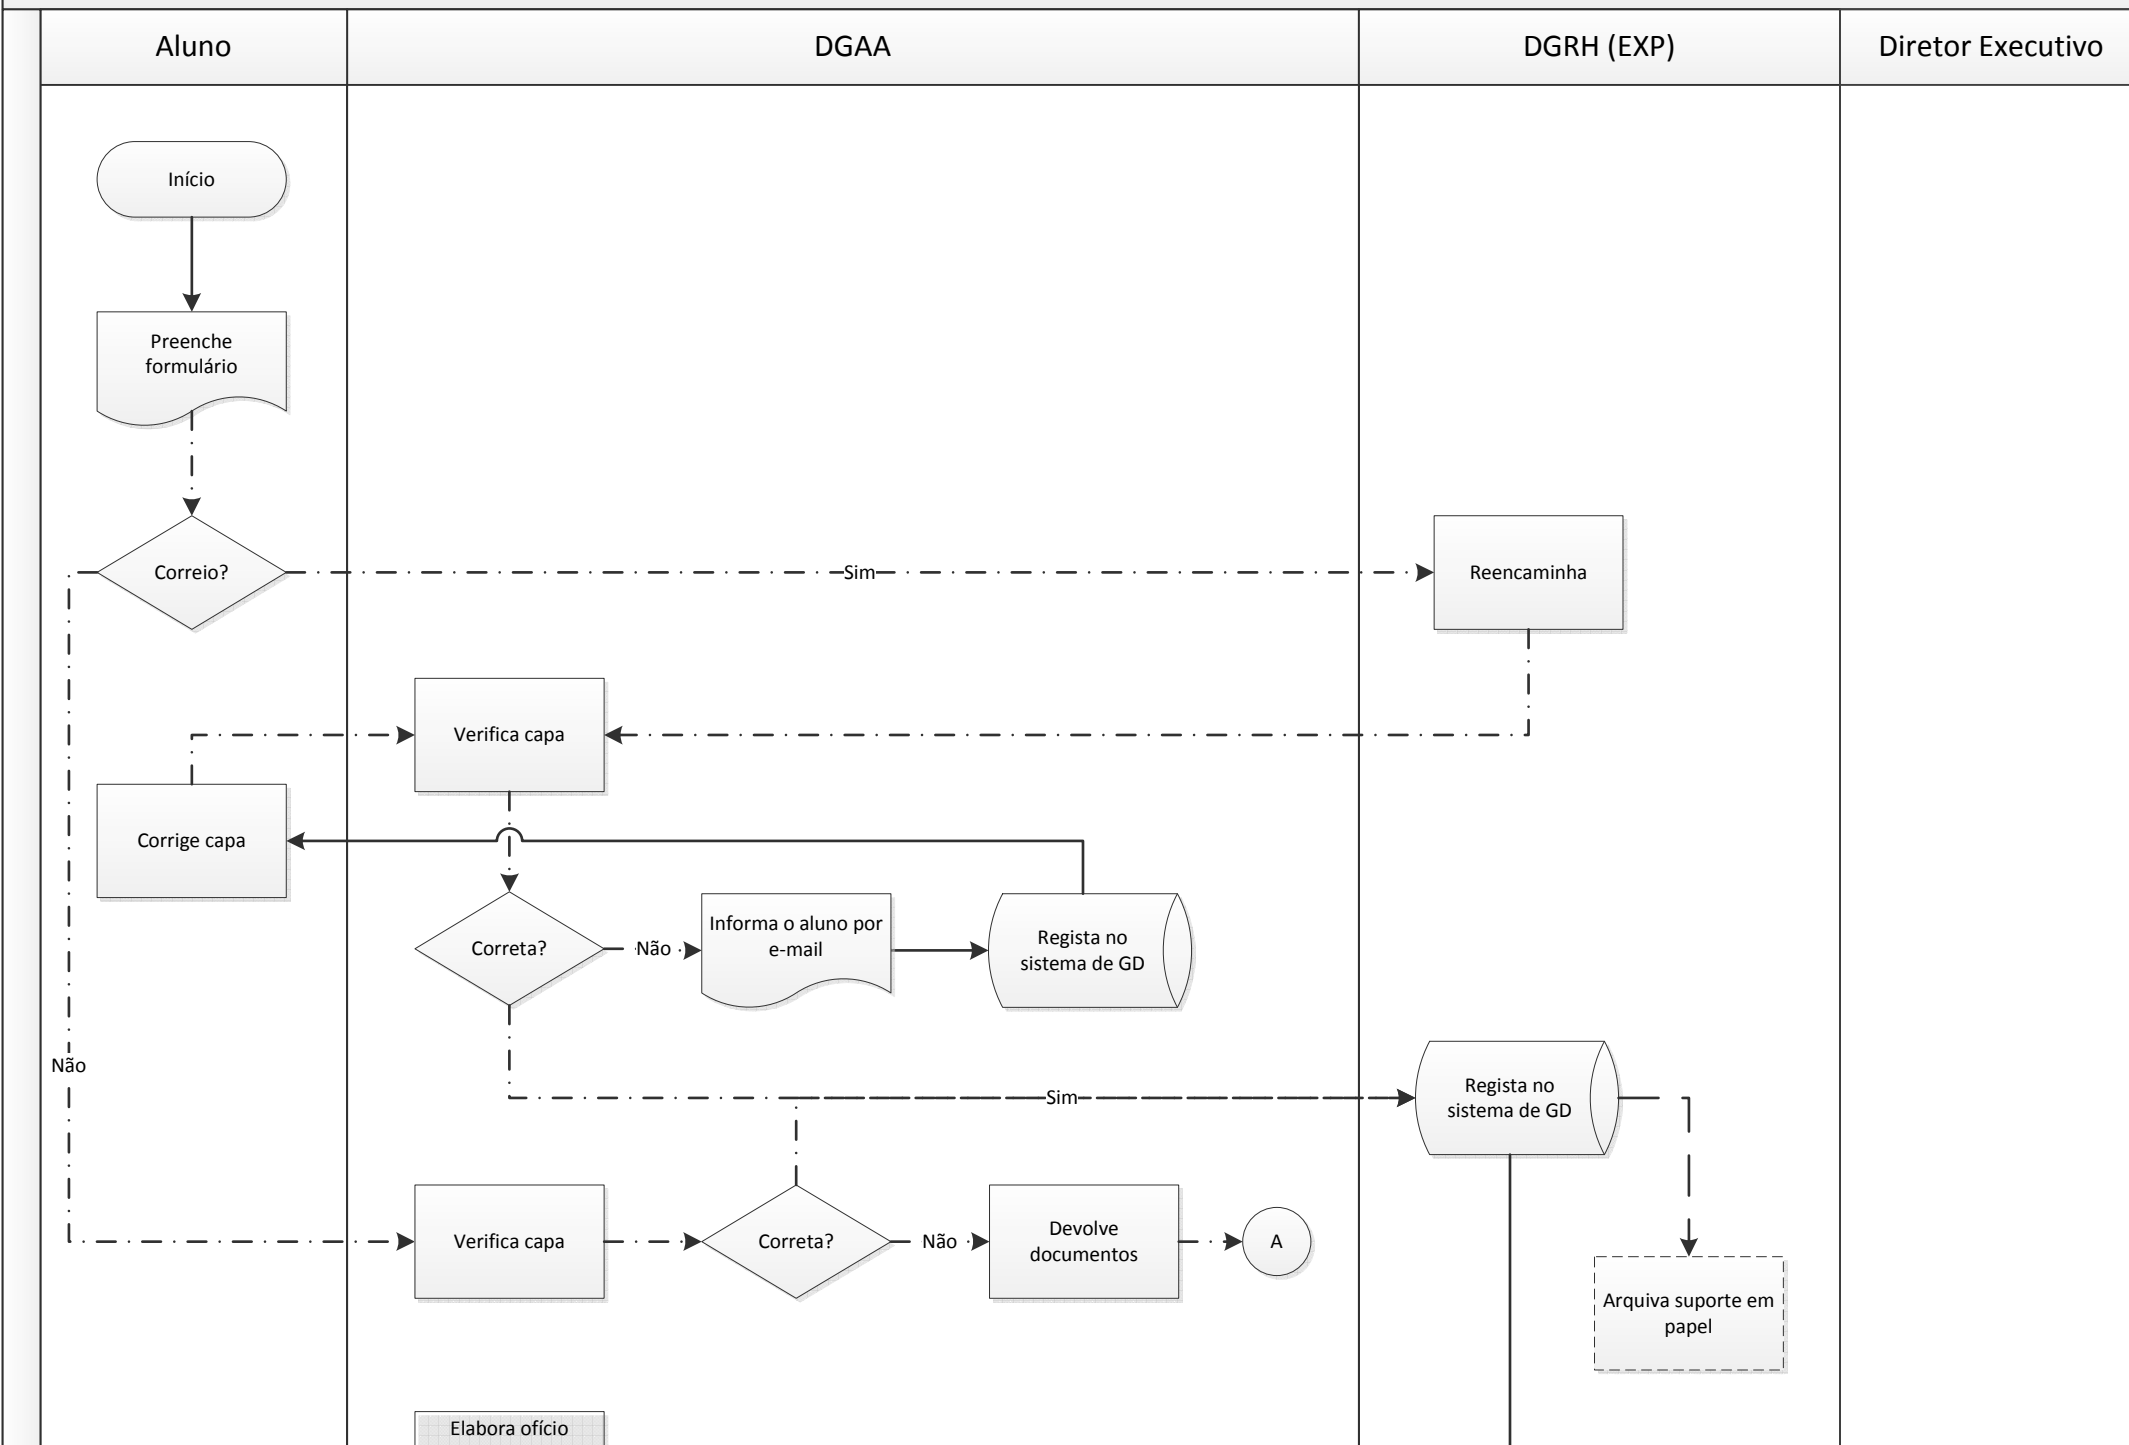 Aluno
DGAA
DGRH (EXP)
Diretor Executivo
Início
Preenche
formulário
Correio?
Sim
Reencaminha
Verifica capa
Corrige capa
Correta?
Não
Informa o aluno por
e-mail
Regista no
sistema de GD
Não
Sim
Regista no
sistema de GD
Verifica capa
Correta?
Não
Devolve
documentos
A
Arquiva suporte em
papel
Elabora ofício